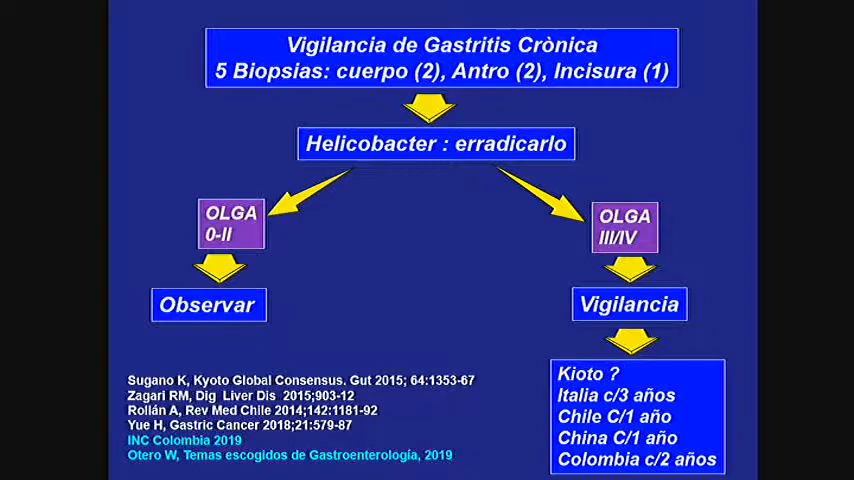 Vigilancia de Gastritis Crònica
5 Biopsias: cuerpo (2), Antro (2), Incisura (1)
Helicobacter : erradicarlo
OLGA
0-II
OLGA
III/IV
Observar
Vigilancia
Kioto ?
Italia c/3 años
Chile C/1 año
China C/1 año
Colombia c/2 años
Sugano K, Kyoto Global Consensus. Gut 2015; 64:1353-67
Zagari RM, Dig Liver Dis 2015;903-12
Rollán A, Rev Med Chile 2014;142:1181-92
Yue H, Gastric Cancer 2018;21:579-87
INC Colombia 2019
Otero W, Temas escogidos de Gastroenterología, 2019